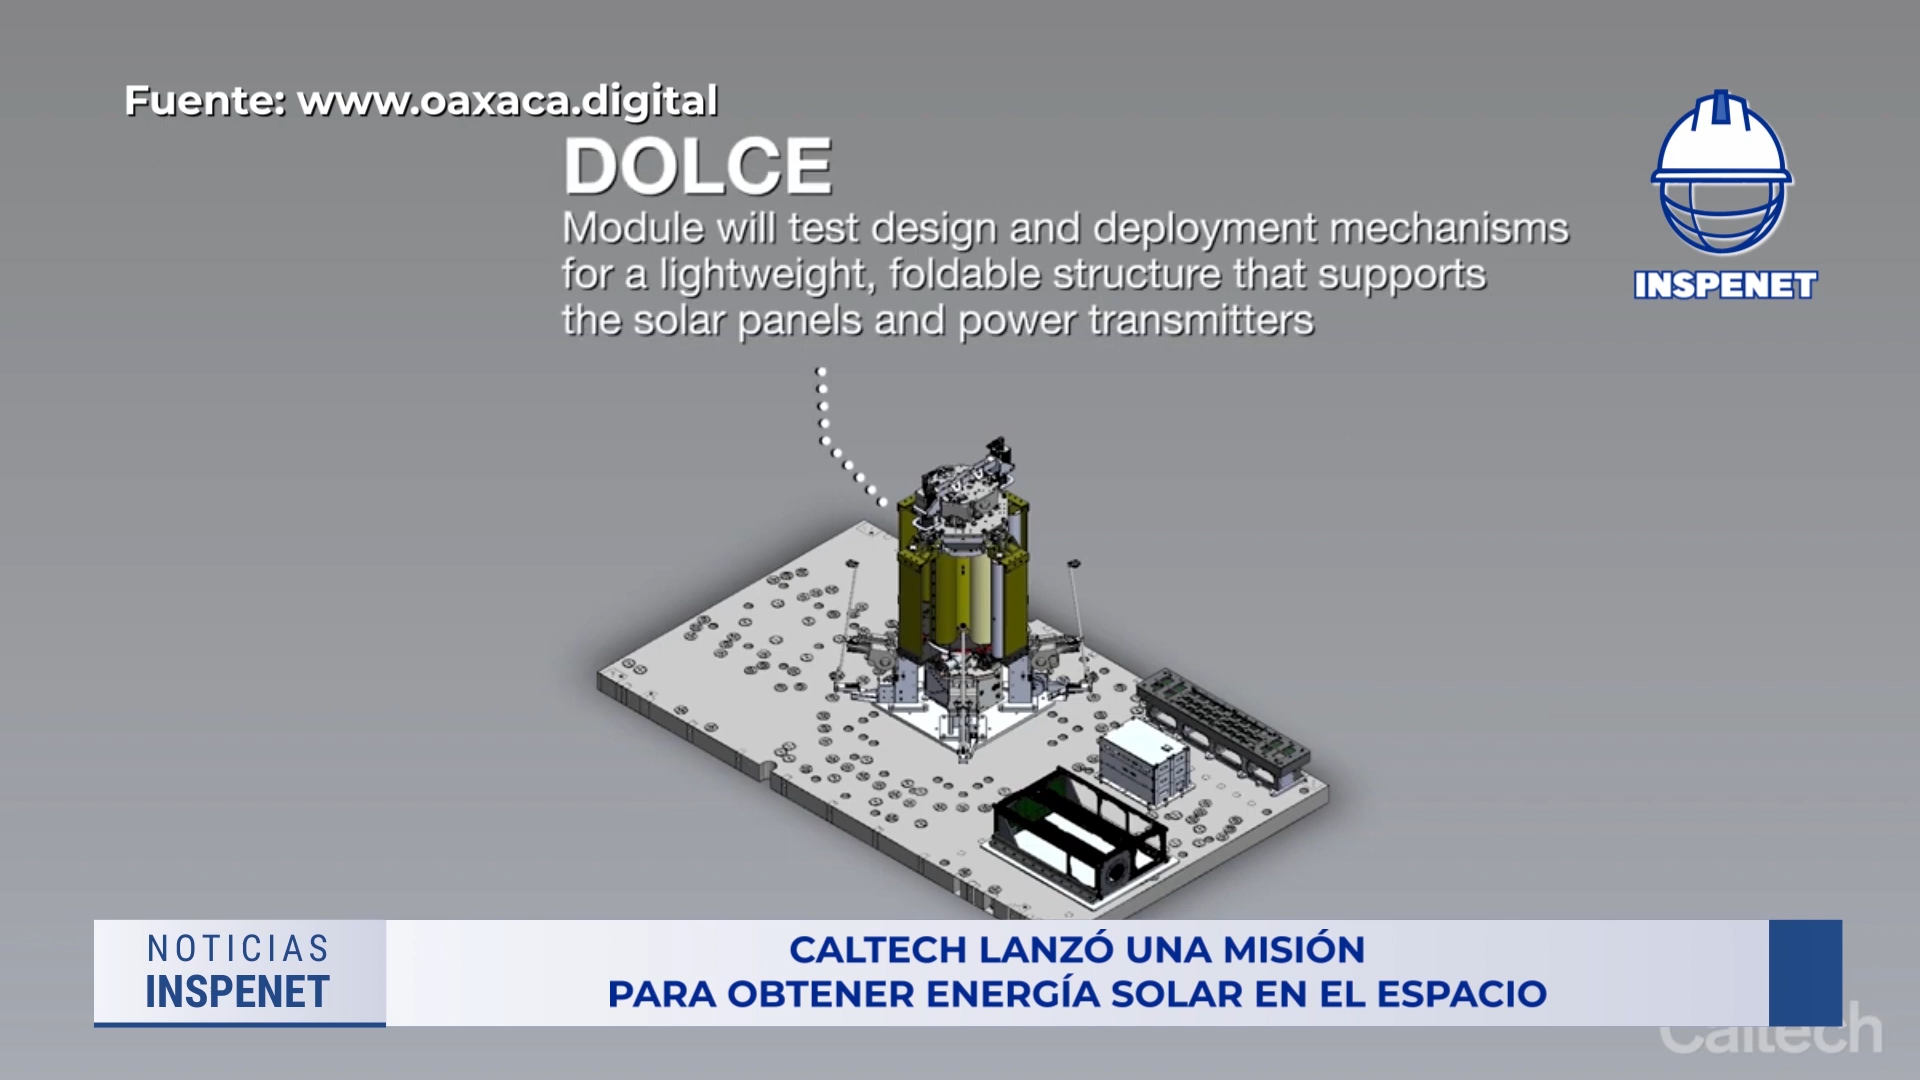 Fuente: www.oaxaca.digital
DOLCE
Module will test design and deployment mechanisms
for a lightweight, foldable structure that supports
the solar panels and power transmitters
INSPENET
NOTICIAS
INSPENET
CALTECH LANZÓ UNA MISIÓN
PARA OBTENER ENERGÍA SOLAR EN EL ESPACIO
Caltech